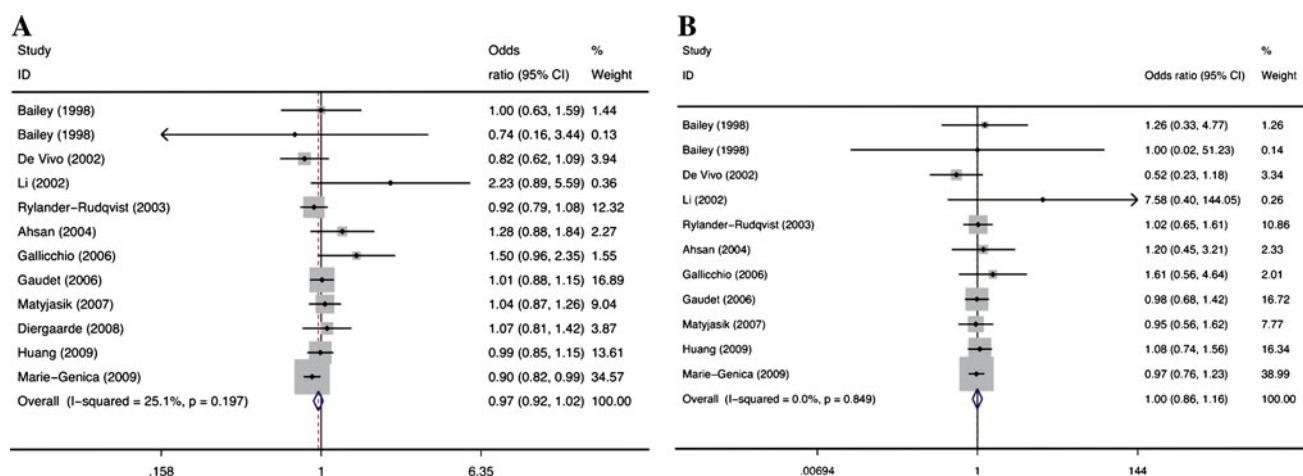 A
Study Odds %
ID ratio (95% CI) Weight
Bailey (1998) 1.00 (0.63, 1.59) 1.44
Bailey (1998) 0.74 (0.16, 3.44) 0.13
De Vivo (2002) 0.82 (0.62, 1.09) 3.94
Li (2002) 2.23 (0.89, 5.59) 0.36
Rylander-Rudqvist (2003) 0.92 (0.79, 1.08) 12.32
Ahsan (2004) 1.28 (0.88, 1.84) 2.27
Gallicchio (2006) 1.50 (0.96, 2.35) 1.55
Gaudet (2006) 1.01 (0.88, 1.15) 16.89
Matyjasik (2007) 1.04 (0.87, 1.26) 9.04
Diergaarde (2008) 1.07 (0.81, 1.42) 3.87
Huang (2009) 0.99 (0.85, 1.15) 13.61
Marie-Genica (2009) 0.90 (0.82, 0.99) 34.57
Overall (I-squared = 25.1%, p = 0.197) 0.97 (0.92, 1.02) 100.00
.158 1 6.35
B
Study %
ID Odds ratio (95% CI) Weight
Bailey (1998) 1.26 (0.33, 4.77) 1.26
Bailey (1998) 1.00 (0.02, 51.23) 0.14
De Vivo (2002) 0.52 (0.23, 1.18) 3.34
Li (2002) 7.58 (0.40, 144.05) 0.26
Rylander-Rudqvist (2003) 1.02 (0.65, 1.61) 10.86
Ahsan (2004) 1.20 (0.45, 3.21) 2.33
Gallicchio (2006) 1.61 (0.56, 4.64) 2.01
Gaudet (2006) 0.98 (0.68, 1.42) 16.72
Matyjasik (2007) 0.95 (0.56, 1.62) 7.77
Huang (2009) 1.08 (0.74, 1.56) 16.34
Marie-Genica (2009) 0.97 (0.76, 1.23) 38.99
Overall (I-squared = 0.0%, p = 0.849) 1.00 (0.86, 1.16) 100.00
.00694 1 144